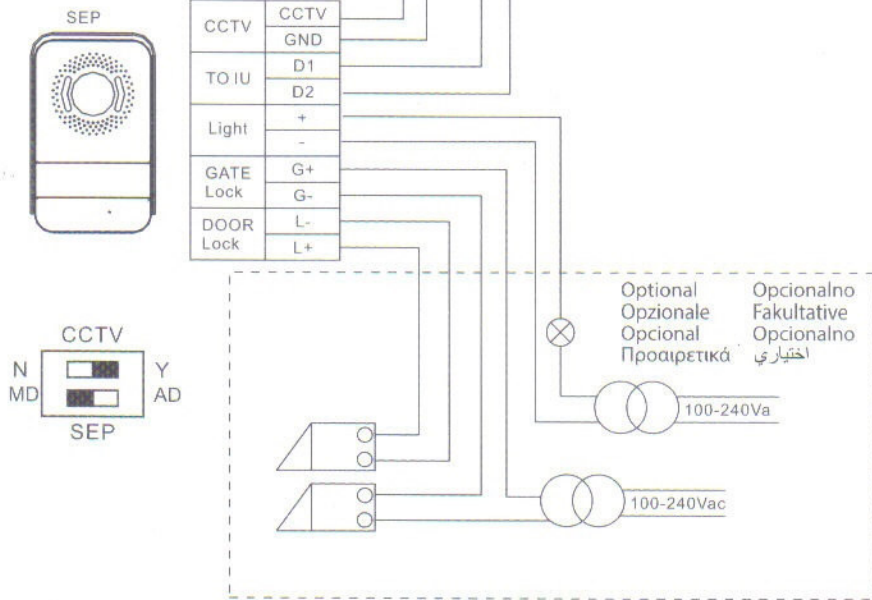 SEP
CCTV
CCTV
GND
TO IU
D1
D2
Light
+
-
GATE
Lock
G+
G-
DOOR
Lock
L-
L+
CCTV
N
Y
MD
AD
SEP
Optional Opcionalno
Opzionale Fakultative
Opcional Opcionalno
Προαιρετικά اختياري
100-240Va
100-240Vac